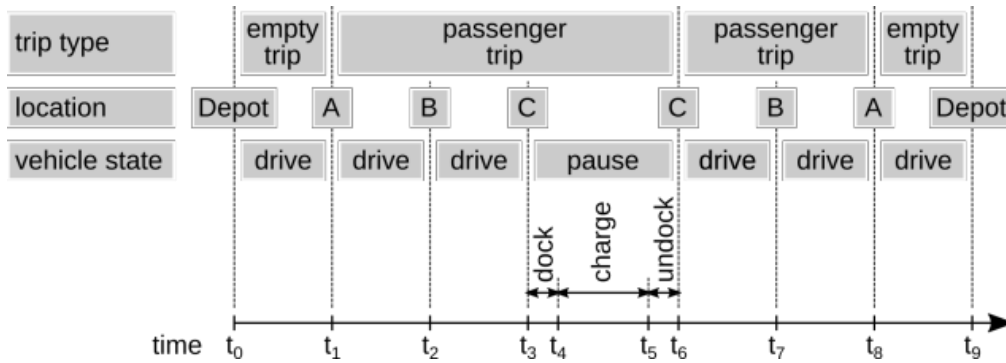 trip type
empty
trip
passenger
trip
passenger
trip
empty
trip
location
Depot
A
B
C
C
B
A
Depot
vehicle state
drive
drive
drive
pause
drive
drive
drive
dock
charge
undock
time
t0
t1
t2
t3
t4
t5
t6
t7
t8
t9